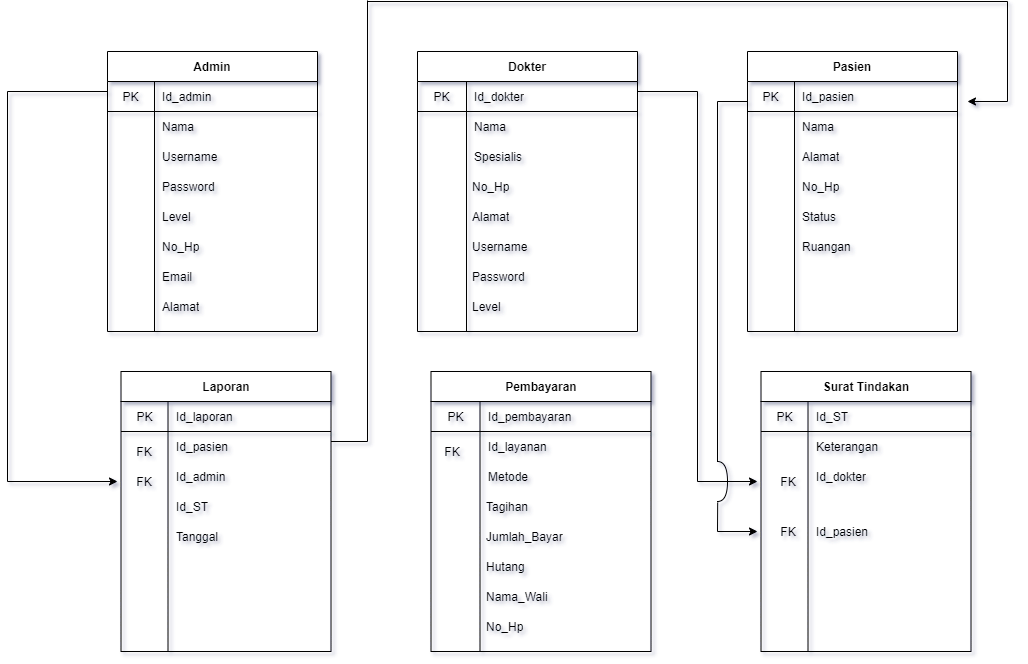 Admin
PK Id_admin
Nama
Username
Password
Level
No_Hp
Email
Alamat
Dokter
PK Id_dokter
Nama
Spesialis
No_Hp
Alamat
Username
Password
Level
Pasien
PK Id_pasien
Nama
Alamat
No_Hp
Status
Ruangan
Laporan
PK Id_laporan
FK Id_pasien
FK Id_admin
Id_ST
Tanggal
Pembayaran
PK Id_pembayaran
FK Id_layanan
Metode
Tagihan
Jumlah_Bayar
Hutang
Nama_Wali
No_Hp
Surat Tindakan
PK Id_ST
Keterangan
FK Id_dokter
FK Id_pasien